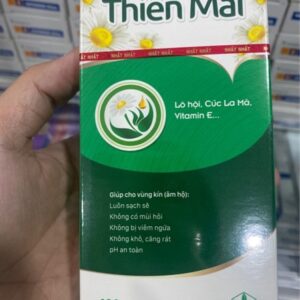 Thiên Mai
NHẤT NHẤT NHẤT NHẤT NHẤT NHẤT NHẤT NHẤT
Lô hội, Cúc La Mã,
Vitamin E...
Giúp cho vùng kín (âm hộ):
Luôn sạch sẽ
Không có mùi hôi
Không bị viêm ngứa
Không khô, căng rát
pH an toàn